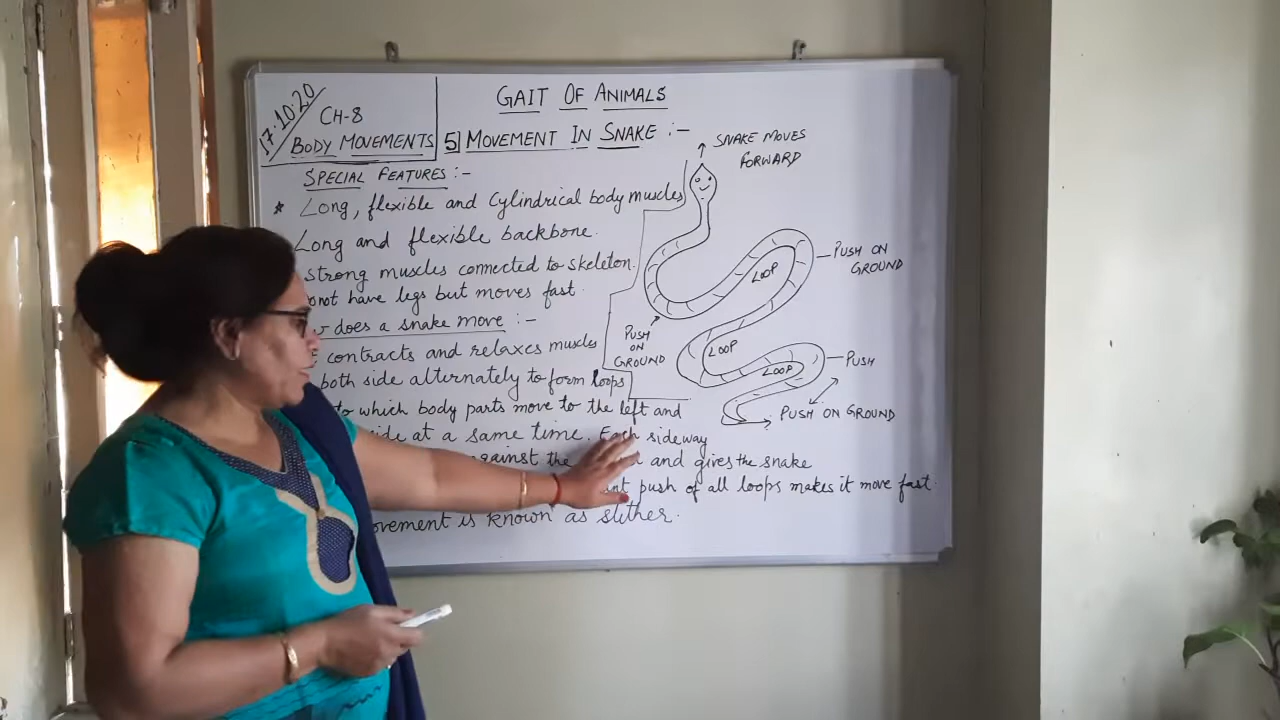 17.10.20
CH-8
BODY MOVEMENTS
GAIT OF ANIMALS
5] MOVEMENT IN SNAKE :-
SPECIAL FEATURES :-
* Long, flexible and Cylindrical body muscles
Long and flexible backbone.
strong muscles connected to skeleton.
not have legs but moves fast.
does a snake move :-
contracts and relaxes muscles
both side alternately to form loops
to which body parts move to the left and
at a same time. Each sideway
against the and gives the snake
push of all loops makes it move fast.
is known as slither.
SNAKE MOVES
FORWARD
PUSH ON
GROUND
LOOP
PUSH
ON
GROUND
LOOP
LOOP
PUSH
PUSH ON GROUND